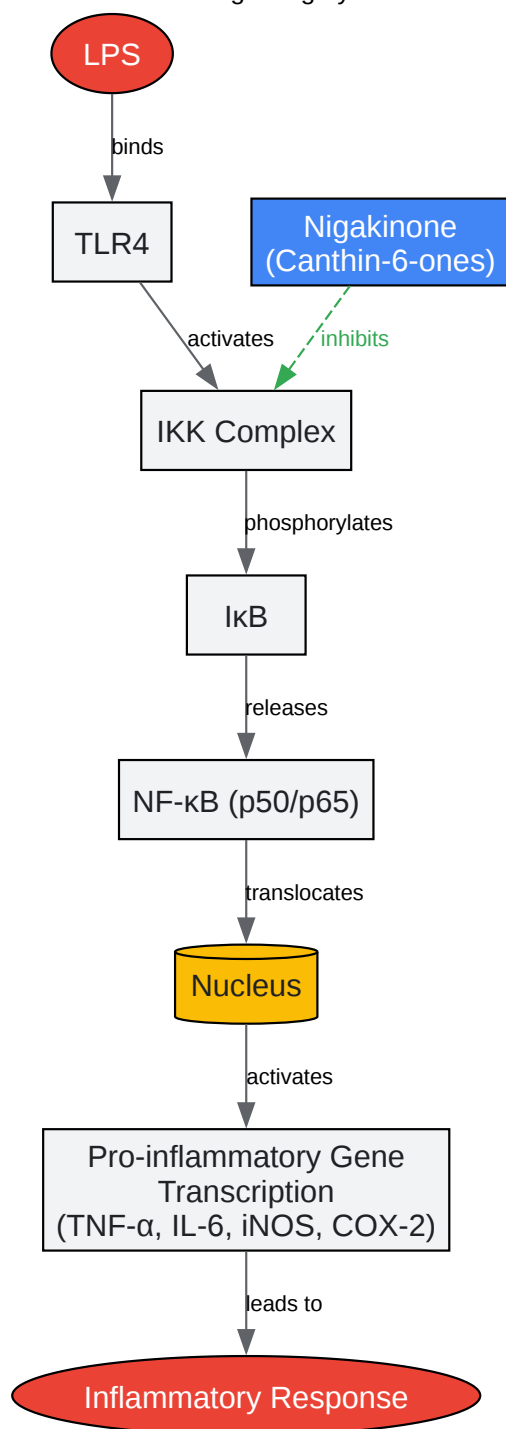 LPS
binds
TLR4
Nigakinone
(Canthin-6-ones)
activates
inhibits
IKK Complex
phosphorylates
IκB
releases
NF-κB (p50/p65)
translocates
Nucleus
activates
Pro-inflammatory Gene
Transcription
(TNF-α, IL-6, iNOS, COX-2)
leads to
Inflammatory Response